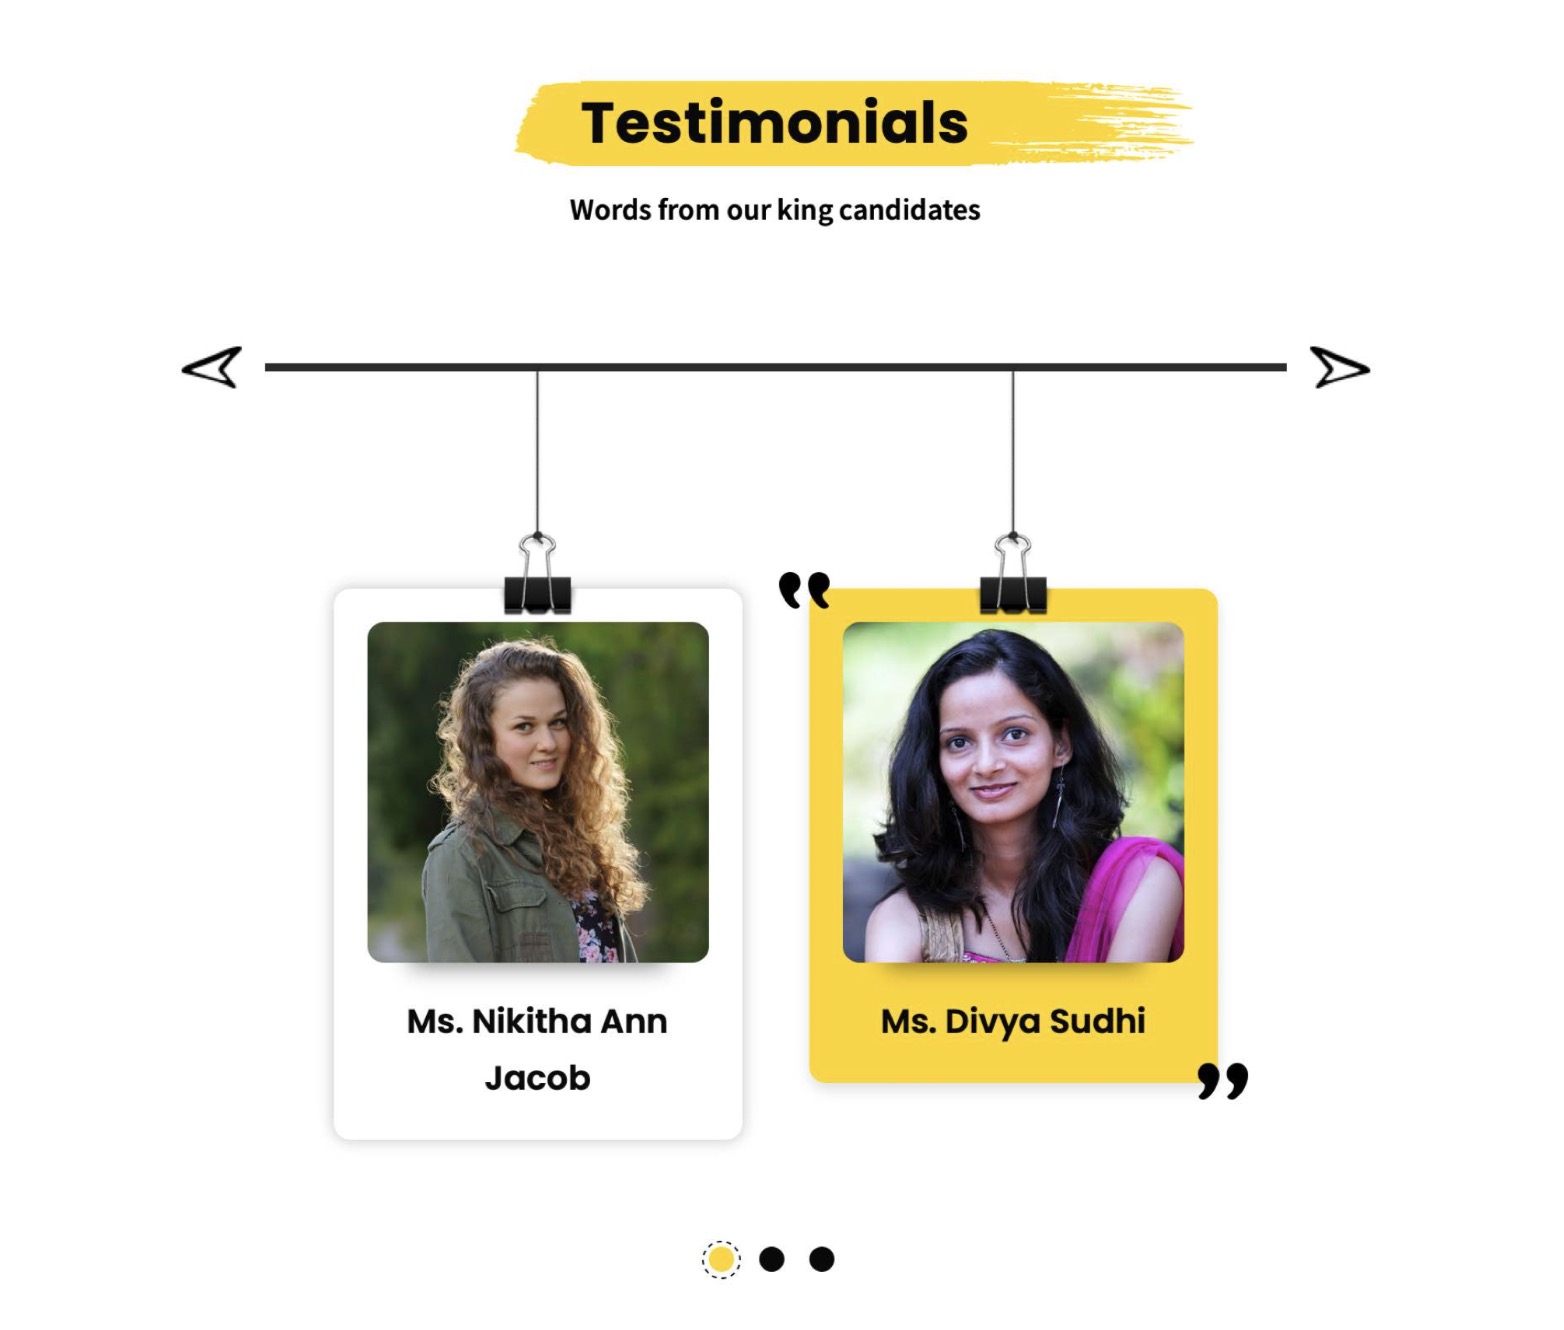 Testimonials
Words from our king candidates
Ms. Nikitha Ann
Jacob
Ms. Divya Sudhi